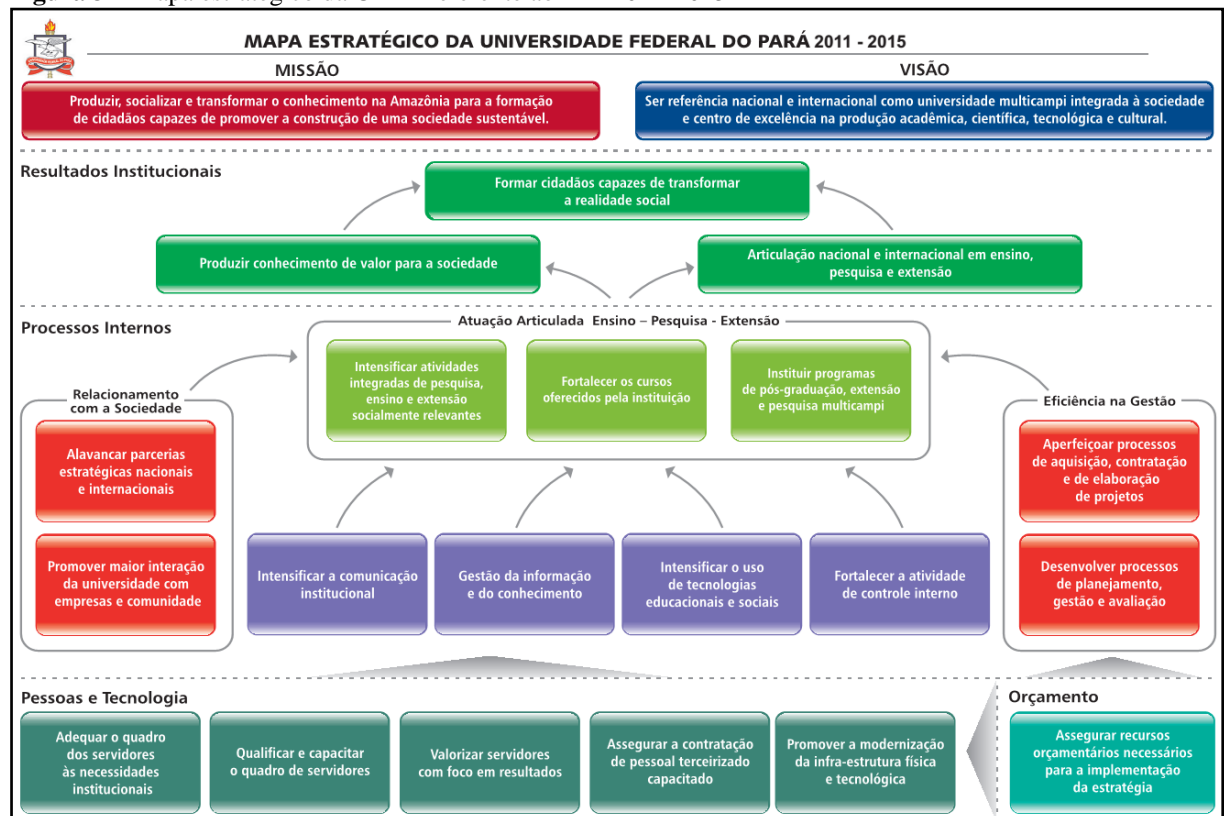 MAPA ESTRATÉGICO DA UNIVERSIDADE FEDERAL DO PARÁ 2011 - 2015
MISSÃO
Produzir, socializar e transformar o conhecimento na Amazônia para a formação
de cidadãos capazes de promover a construção de uma sociedade sustentável.
VISÃO
Ser referência nacional e internacional como universidade multicampi integrada à sociedade
e centro de excelência na produção acadêmica, científica, tecnológica e cultural.
Resultados Institucionais
Formar cidadãos capazes de transformar
a realidade social
Produzir conhecimento de valor para a sociedade
Articulação nacional e internacional em ensino,
pesquisa e extensão
Processos Internos
Atuação Articulada Ensino – Pesquisa - Extensão
Intensificar atividades
integradas de pesquisa,
ensino e extensão
socialmente relevantes
Fortalecer os cursos
oferecidos pela instituição
Instituir programas
de pós-graduação, extensão
e pesquisa multicampi
Relacionamento
com a Sociedade
Alavancar parcerias
estratégicas nacionais
e internacionais
Promover maior interação
da universidade com
empresas e comunidade
Intensificar a comunicação
institucional
Gestão da informação
e do conhecimento
Intensificar o uso
de tecnologias
educacionais e sociais
Fortalecer a atividade
de controle interno
Eficiência na Gestão
Aperfeiçoar processos
de aquisição, contratação
e de elaboração
de projetos
Desenvolver processos
de planejamento,
gestão e avaliação
Pessoas e Tecnologia
Adequar o quadro
dos servidores
às necessidades
institucionais
Qualificar e capacitar
o quadro de servidores
Valorizar servidores
com foco em resultados
Assegurar a contratação
de pessoal terceirizado
capacitado
Promover a modernização
da infra-estrutura física
e tecnológica
Orçamento
Assegurar recursos
orçamentários necessários
para a implementação
da estratégia